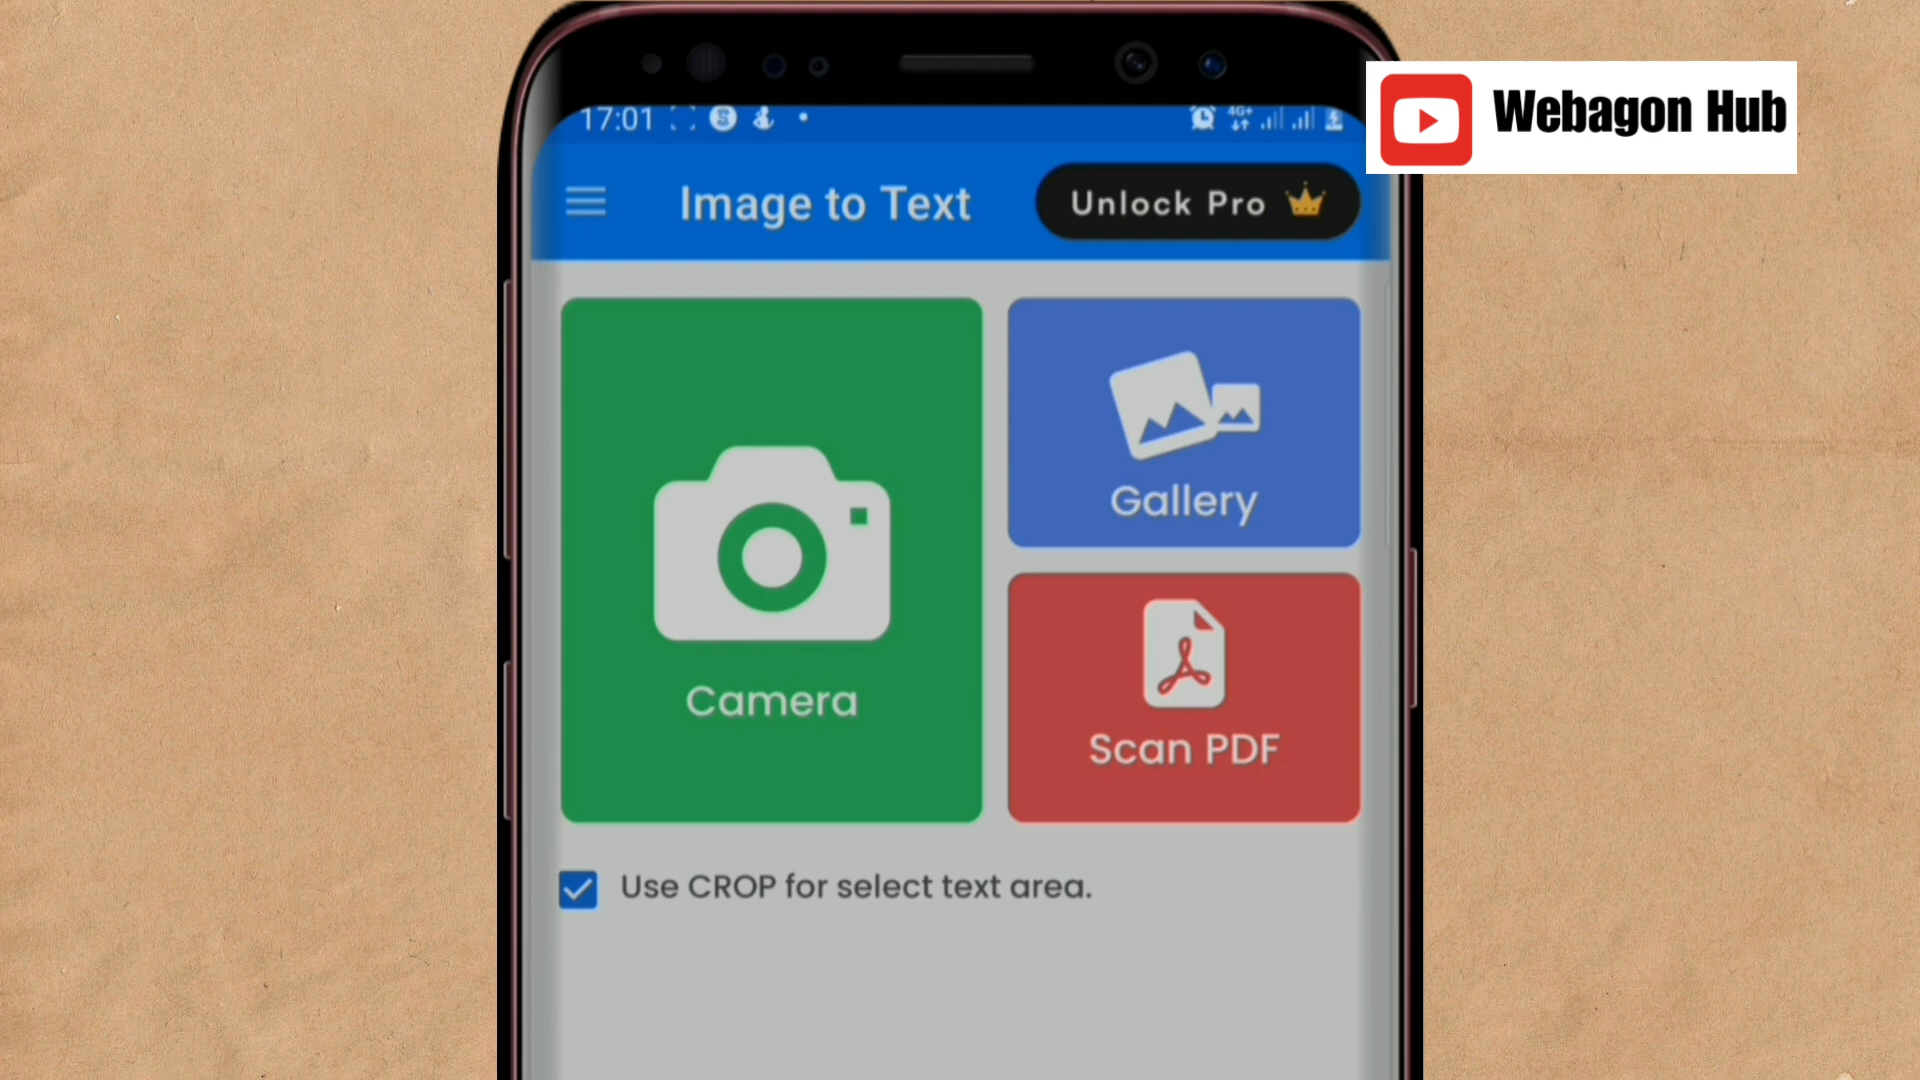 Webagon Hub
17:01
4G+
Image to Text
Unlock Pro
Camera
Gallery
Scan PDF
Use CROP for select text area.